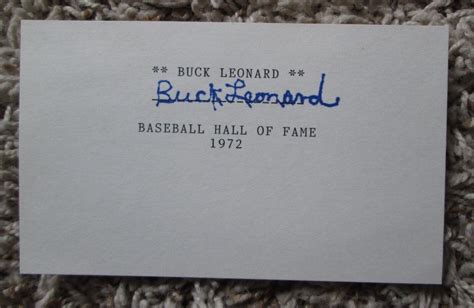 ** BUCK LEONARD **
Buck Leonard
BASEBALL HALL OF FAME
1972